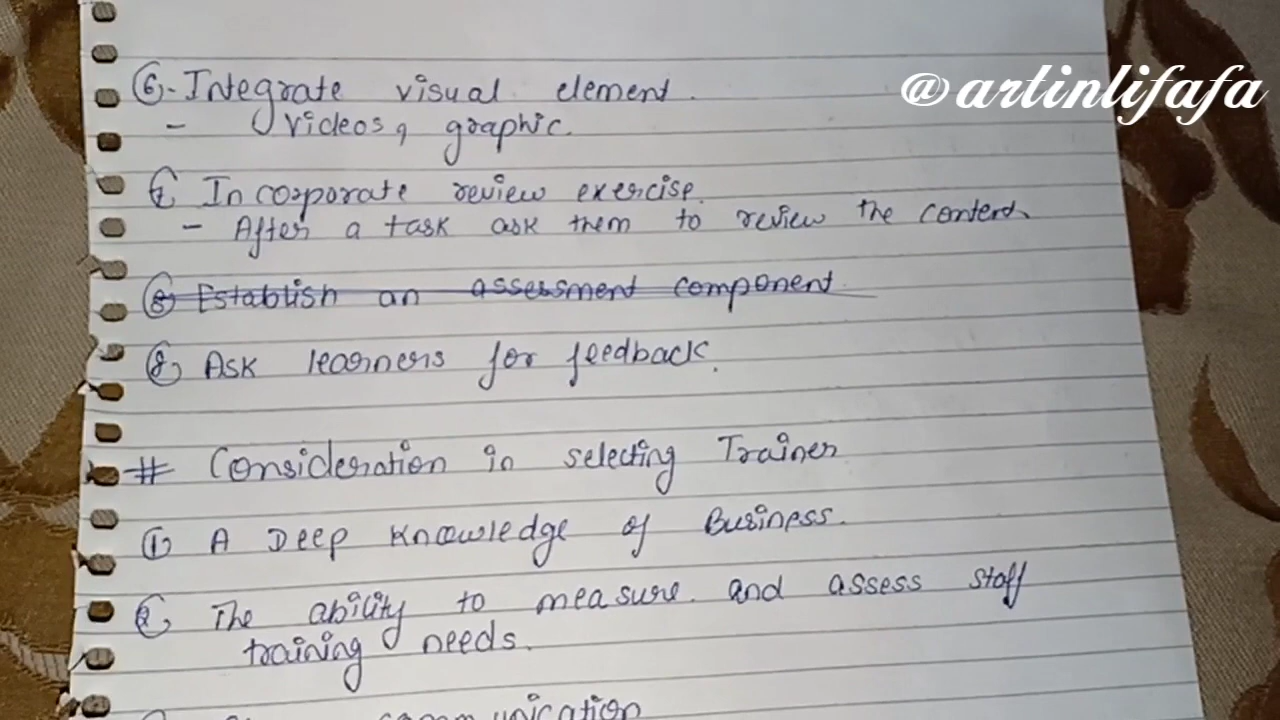 @artinlifafa
6. Integrate visual element.
- Videos, graphic.
7. Incorporate review exercise.
- After a task ask them to review the content.
8. Establish an assessment component.
8. Ask learners for feedback.
# Consideration in selecting Trainer
1. A Deep Knowledge of Business.
2. The ability to measure. and assess staff
training needs.
communication